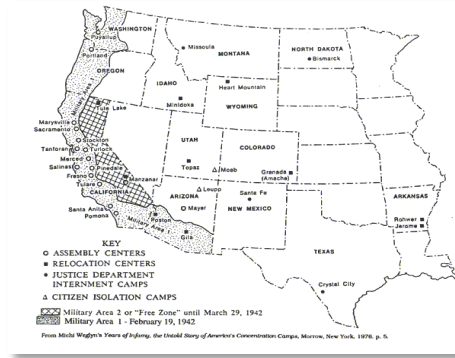 WASHINGTON
Puyallup
Portland
OREGON
Military Area 1
Missoula
MONTANA
NORTH DAKOTA
Bismarck
IDAHO
Heart Mountain
Minidoka
WYOMING
Tule Lake
Marysville
Sacramento
Stockton
Tanforan
Turlock
Merced
Salinas
Pinedale
Fresno
Manzanar
Tulare
CALIFORNIA
UTAH
Topaz
COLORADO
Moab
Granada
(Amache)
Leupp
ARIZONA
Mayer
Santa Fe
NEW MEXICO
Santa Anita
Pomona
Military Area 1
Poston
Gila
ARKANSAS
Rohwer
Jerome
TEXAS
Crystal City
KEY
ASSEMBLY CENTERS
RELOCATION CENTERS
JUSTICE DEPARTMENT
INTERNMENT CAMPS
CITIZEN ISOLATION CAMPS
Military Area 2 or "Free Zone" until March 29, 1942
Military Area 1 - February 19, 1942
From Michi Weglyn's Years of Infamy, the Untold Story of America's Concentration Camps, Morrow, New York, 1976. p. 5.